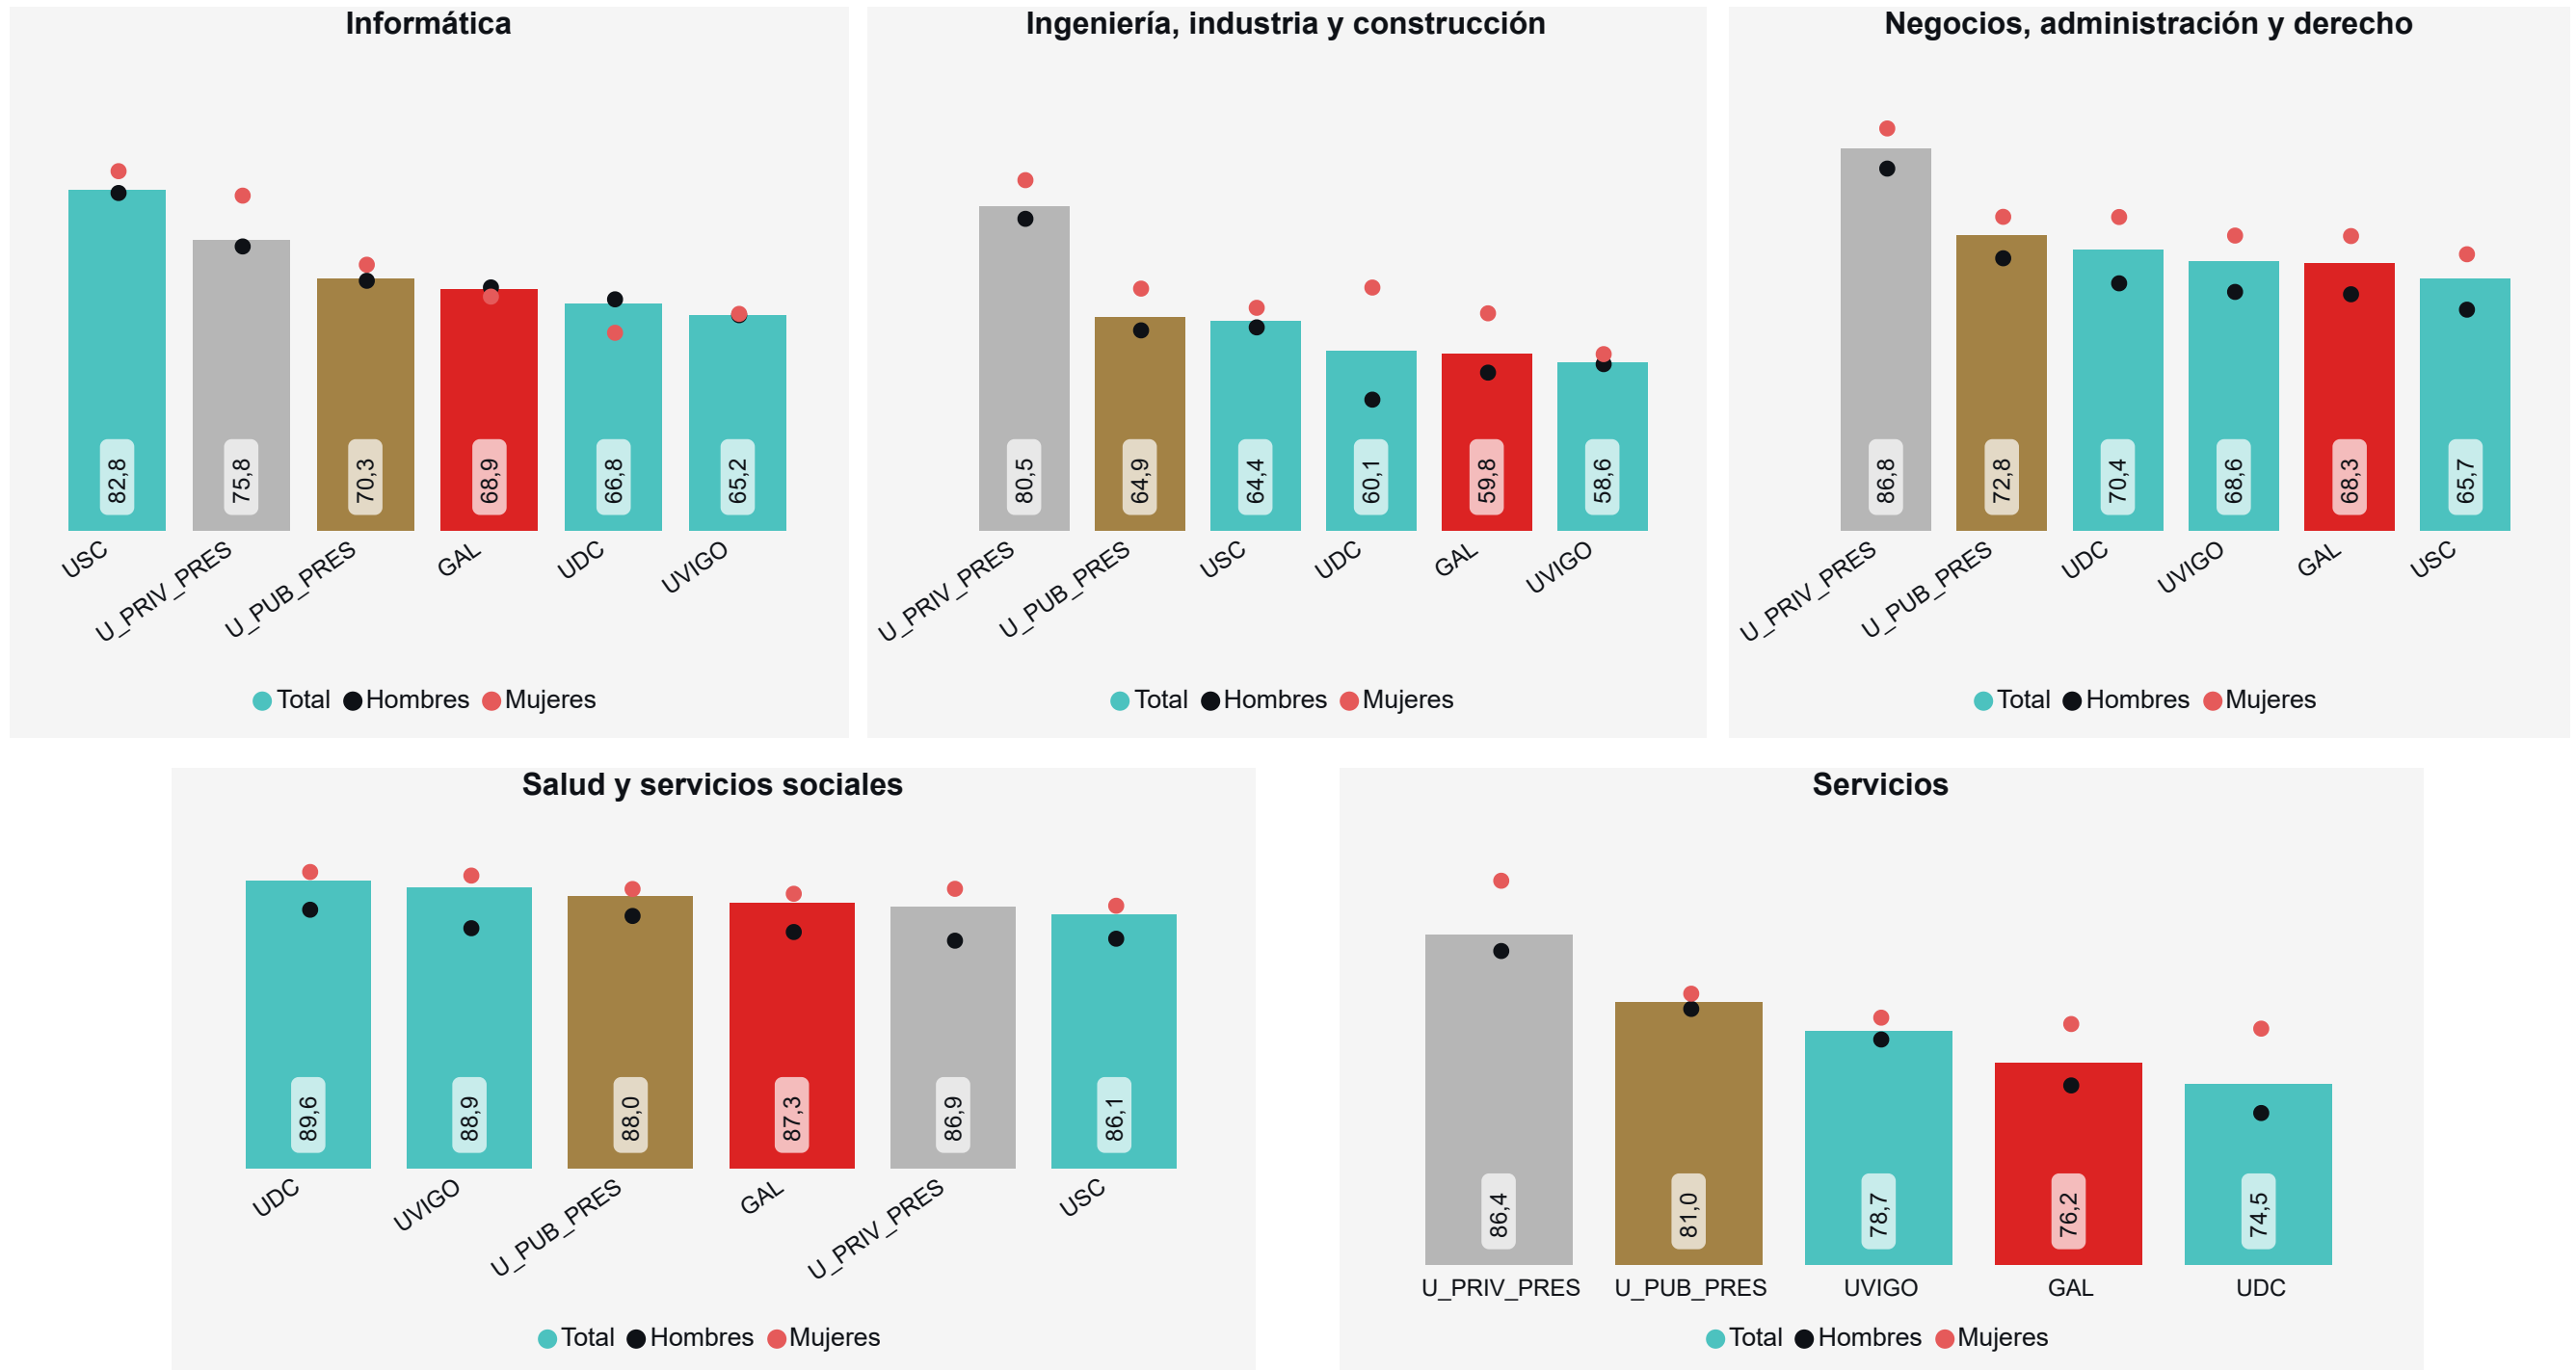 Informática
82,8
75,8
70,3
68,9
66,8
65,2
USC
U_PRIV_PRES
U_PUB_PRES
GAL
UDC
UVIGO
Total Hombres Mujeres
Ingeniería, industria y construcción
80,5
64,9
64,4
60,1
59,8
58,6
U_PRIV_PRES
U_PUB_PRES
USC
UDC
GAL
UVIGO
Total Hombres Mujeres
Negocios, administración y derecho
86,8
72,8
70,4
68,6
68,3
65,7
U_PRIV_PRES
U_PUB_PRES
UDC
UVIGO
GAL
USC
Total Hombres Mujeres
Salud y servicios sociales
89,6
88,9
88,0
87,3
86,9
86,1
UDC
UVIGO
U_PUB_PRES
GAL
U_PRIV_PRES
USC
Total Hombres Mujeres
Servicios
86,4
81,0
78,7
76,2
74,5
U_PRIV_PRES
U_PUB_PRES
UVIGO
GAL
UDC
Total Hombres Mujeres